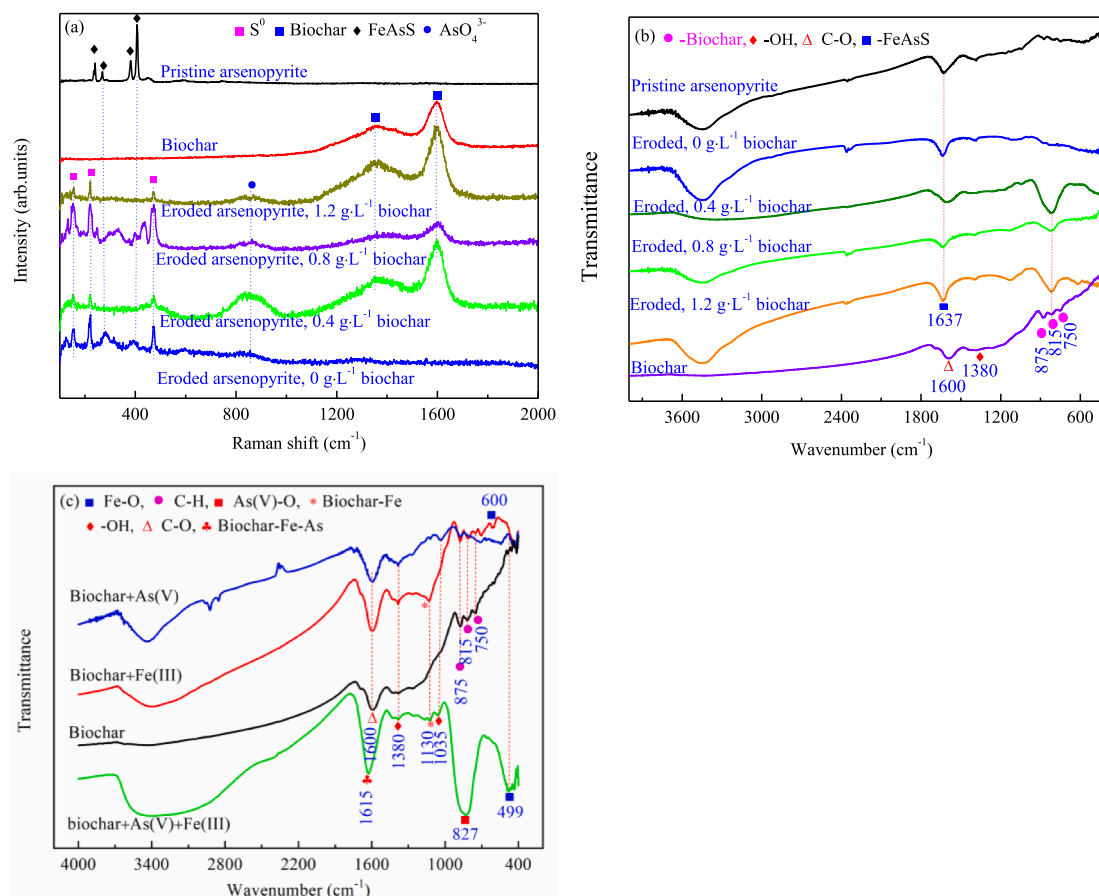 (a)
S⁰ Biochar FeAsS AsO₄³⁻
Pristine arsenopyrite
Biochar
Eroded arsenopyrite, 1.2 g·L⁻¹ biochar
Eroded arsenopyrite, 0.8 g·L⁻¹ biochar
Eroded arsenopyrite, 0.4 g·L⁻¹ biochar
Eroded arsenopyrite, 0 g·L⁻¹ biochar
Intensity (arb.units)
400 800 1200 1600 2000
Raman shift (cm⁻¹)
(b) -Biochar, -OH, C-O, -FeAsS
Pristine arsenopyrite
Eroded, 0 g·L⁻¹ biochar
Eroded, 0.4 g·L⁻¹ biochar
Eroded, 0.8 g·L⁻¹ biochar
Eroded, 1.2 g·L⁻¹ biochar
Biochar
1637
1600
1380
875
815
750
Transmittance
3600 3000 2400 1800 1200 600
Wavenumber (cm⁻¹)
(c) Fe-O, C-H, As(V)-O, Biochar-Fe
-OH, C-O, Biochar-Fe-As
600
Biochar+As(V)
Biochar+Fe(III)
Biochar
biochar+As(V)+Fe(III)
875
815
750
1615
1600
1380
1130
1035
827
499
Transmittance
4000 3400 2800 2200 1600 1000 400
Wavenumber (cm⁻¹)